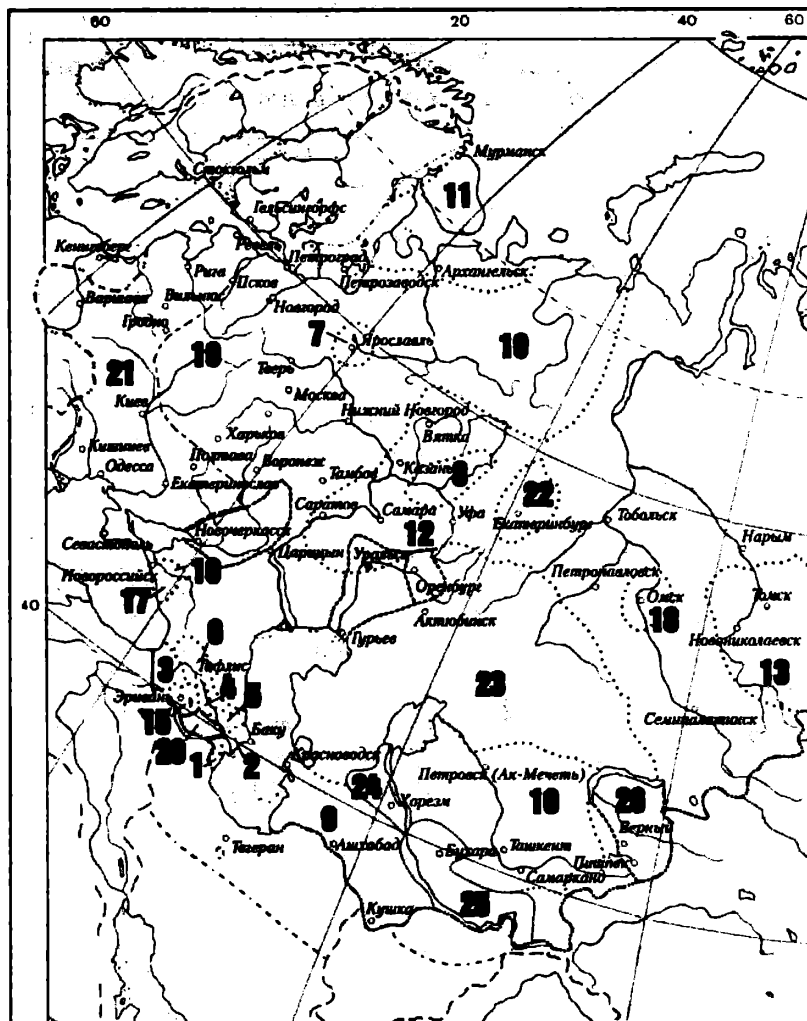 60
20
40
60
Мурманск
Стокгольм
11
Гельсингфорс
Кенигсберг
Ревель
Петроград
Рига
Псков
Петрозаводск
Архангельск
Варшава
Вильнюс
Новгород
Гродно
7
Ярославль
19
21
Тверь
Москва
Киев
Нижний Новгород
Харьков
Вятка
Кишинев
Полтава
Воронеж
Казань
Одесса
Тамбов
22
Екатеринослав
Саратов
Самара
Уфа
Екатеринбург
Тобольск
Новочеркасск
12
Севастополь
Царицын
Уральск
Нарым
Новороссийск
Оренбург
Петропавловск
17
Омск
Томск
40
Актюбинск
18
6
Гурьев
Новониколаевск
3
Тифлис
13
4
5
23
Эривань
Семипалатинск
15
Баку
1
2
Красноводск
Петровск (Ак-Мечеть)
24
Хорезм
Верный
Тегеран
Ашхабад
Бухара
Ташкент
Пишпек
Самарканд
Кушка
25